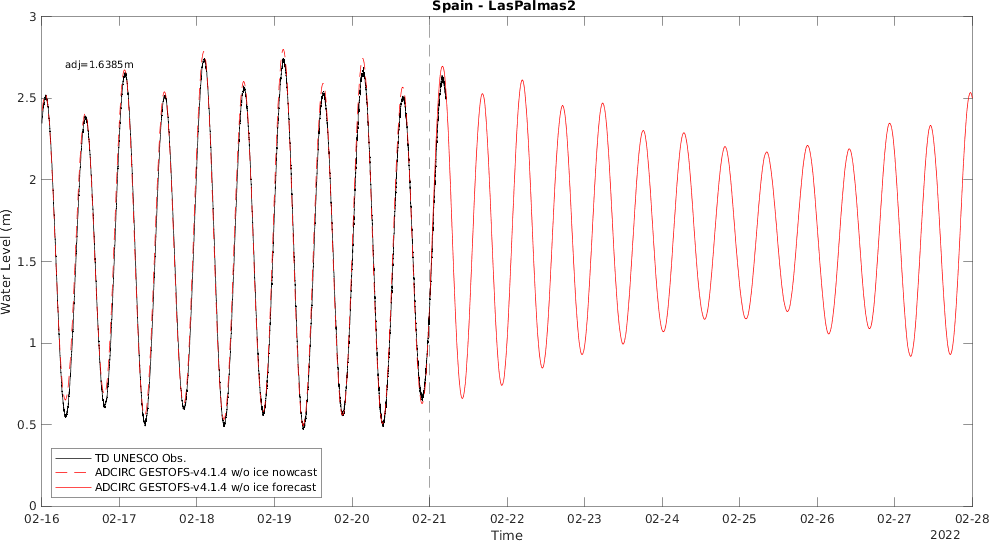 Spain - LasPalmas2
adj=1.6385m
3
2.5
2
1.5
1
0.5
0
Water Level (m)
TD UNESCO Obs.
ADCIRC GESTOFS-v4.1.4 w/o ice nowcast
ADCIRC GESTOFS-v4.1.4 w/o ice forecast
02-16 02-17 02-18 02-19 02-20 02-21 02-22 02-23 02-24 02-25 02-26 02-27 02-28
Time
2022